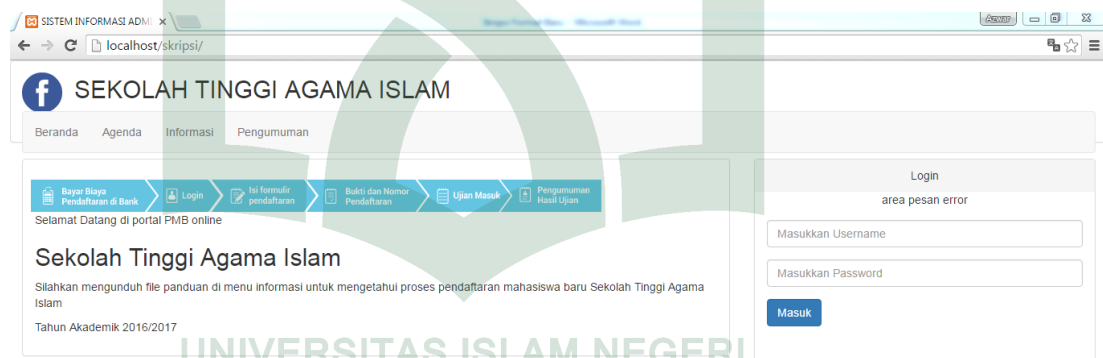 SISTEM INFORMASI ADMI
Azwar
localhost/skripsi/
SEKOLAH TINGGI AGAMA ISLAM
Beranda Agenda Informasi Pengumuman
Bayar Biaya Pendaftaran di Bank
Login
Isi formulir pendaftaran
Bukti dan Nomor Pendaftaran
Ujian Masuk
Pengumuman Hasil Ujian
Selamat Datang di portal PMB online
Sekolah Tinggi Agama Islam
Silahkan mengunduh file panduan di menu informasi untuk mengetahui proses pendaftaran mahasiswa baru Sekolah Tinggi Agama
Islam
Tahun Akademik 2016/2017
Login
area pesan error
Masukkan Username
Masukkan Password
Masuk
UNIVERSITAS ISLAM NEGERI